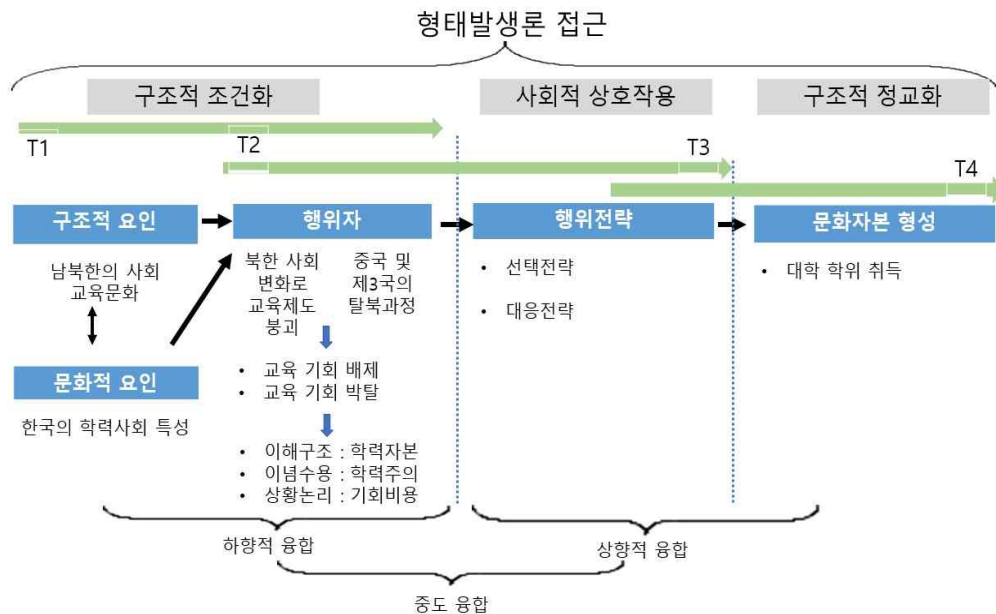 형태발생론 접근
구조적 조건화
사회적 상호작용
구조적 정교화
T1
T2
T3
T4
구조적 요인
행위자
행위전략
문화자본 형성
남북한의 사회
교육문화
북한 사회
변화로
교육제도
붕괴
중국 및
제3국의
탈북과정
• 선택전략
• 대응전략
• 대학 학위 취득
문화적 요인
한국의 학력사회 특성
• 교육 기회 배제
• 교육 기회 박탈
• 이해구조 : 학력자본
• 이념수용 : 학력주의
• 상황논리 : 기회비용
하향적 융합
상향적 융합
중도 융합